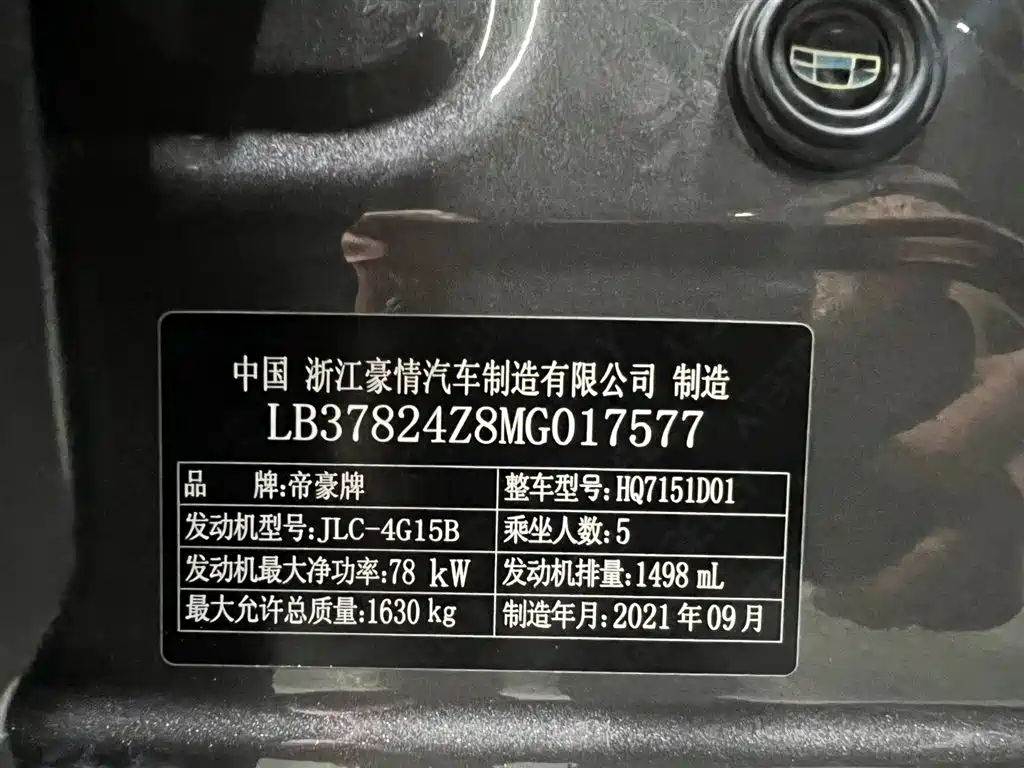 中国 浙江豪情汽车制造有限公司 制造
LB37824Z8MG017577
品 牌:帝豪牌 整车型号:HQ7151D01
发动机型号:JLC-4G15B 乘坐人数:5
发动机最大净功率:78 kW 发动机排量:1498 mL
最大允许总质量:1630 kg 制造年月:2021 年 09 月